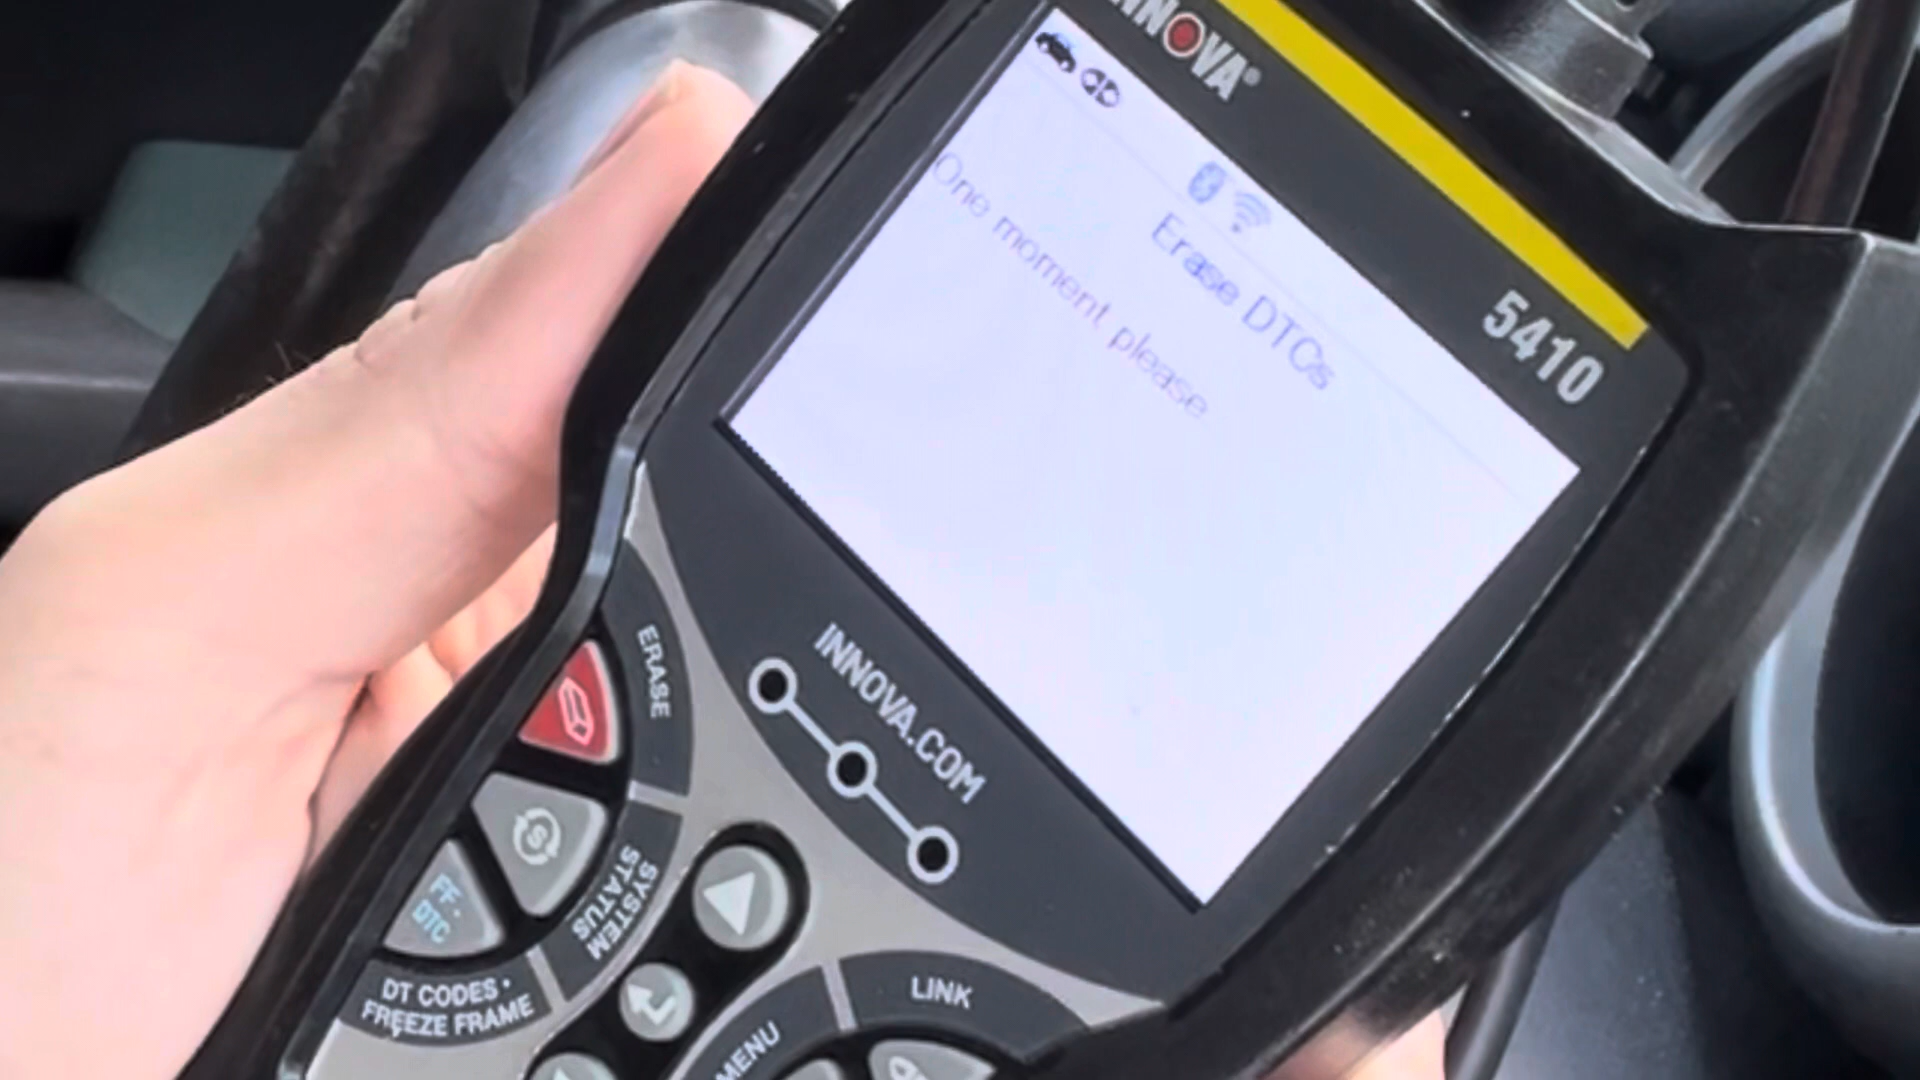 INNOVA®
5410
Erase DTCs
One moment please
INNOVA.COM
ERASE
S
SYSTEM
STATUS
FF·
DTC
DT CODES·
FREEZE FRAME
MENU
LINK